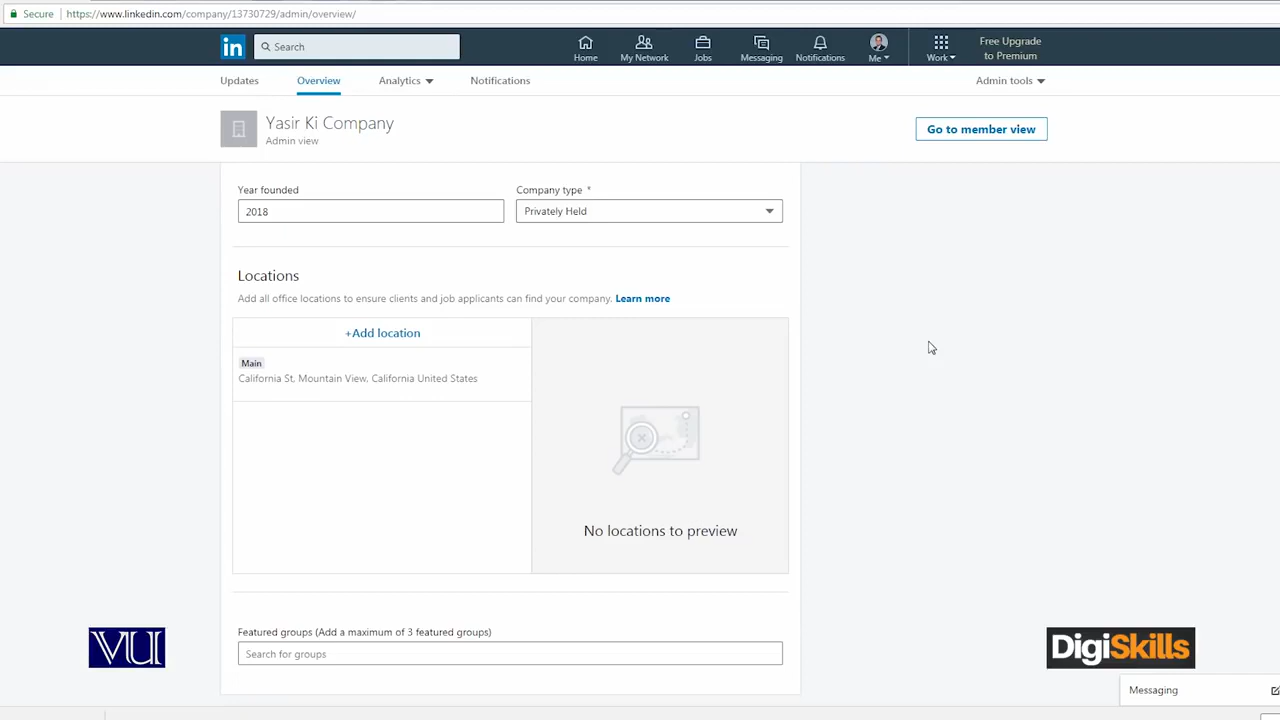 Secure https://www.linkedin.com/company/13730729/admin/overview/
in Search Home My Network Jobs Messaging Notifications Me Work Free Upgrade to Premium
Updates Overview Analytics Notifications Admin tools
Yasir Ki Company
Admin view
Go to member view
Year founded Company type *
2018 Privately Held
Locations
Add all office locations to ensure clients and job applicants can find your company. Learn more
+Add location
Main
California St, Mountain View, California United States
No locations to preview
Featured groups (Add a maximum of 3 featured groups)
Search for groups
VU
DigiSkills
Messaging